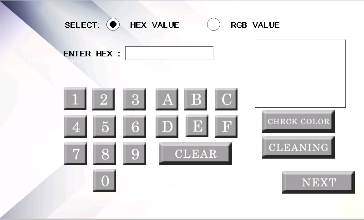 SELECT. HEX VALUE RGB VALUE
ENTER HEX :
1 2 3 A B C
4 5 6 D E F CHECK COLOR
7 8 9 CLEAR CLEANING
0 NEXT